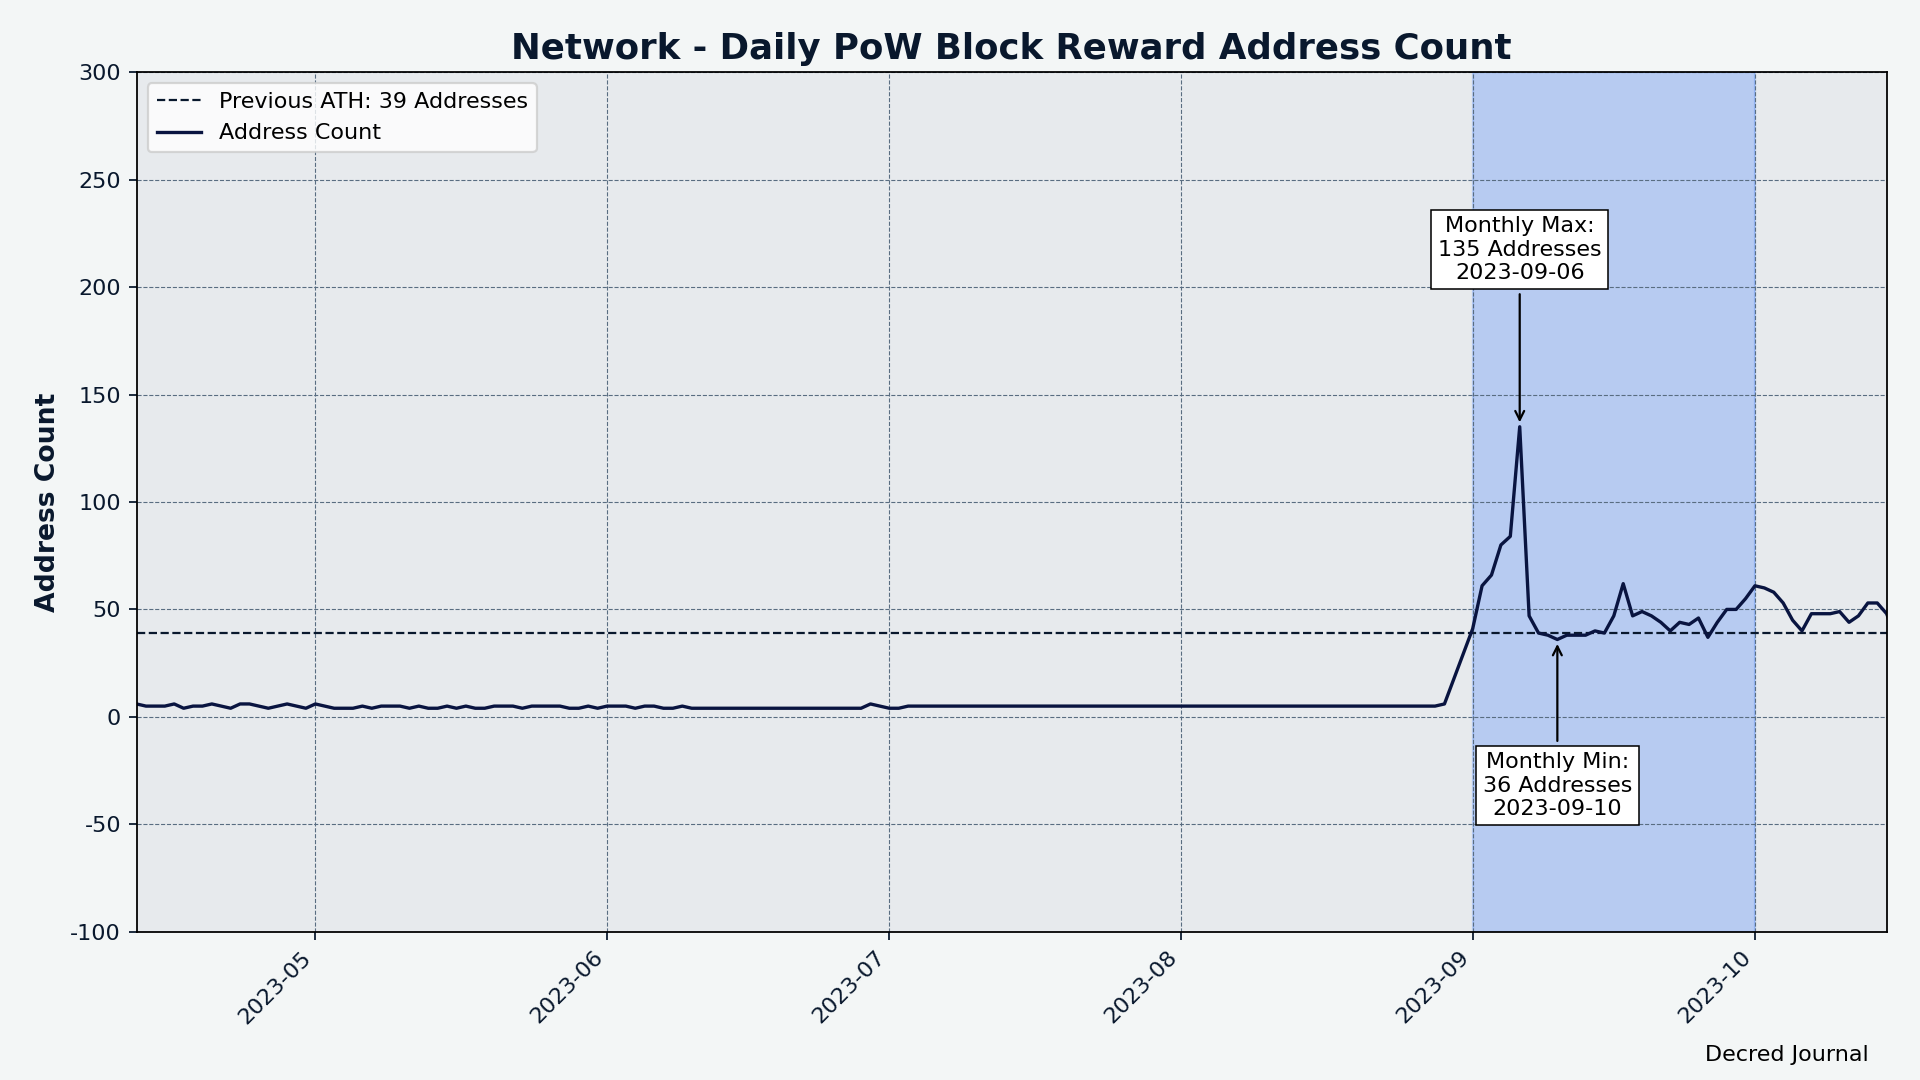 Network - Daily PoW Block Reward Address Count
Previous ATH: 39 Addresses
Address Count
Address Count
300
250
200
150
100
50
0
-50
-100
Monthly Max:
135 Addresses
2023-09-06
Monthly Min:
36 Addresses
2023-09-10
2023-05
2023-06
2023-07
2023-08
2023-09
2023-10
Decred Journal